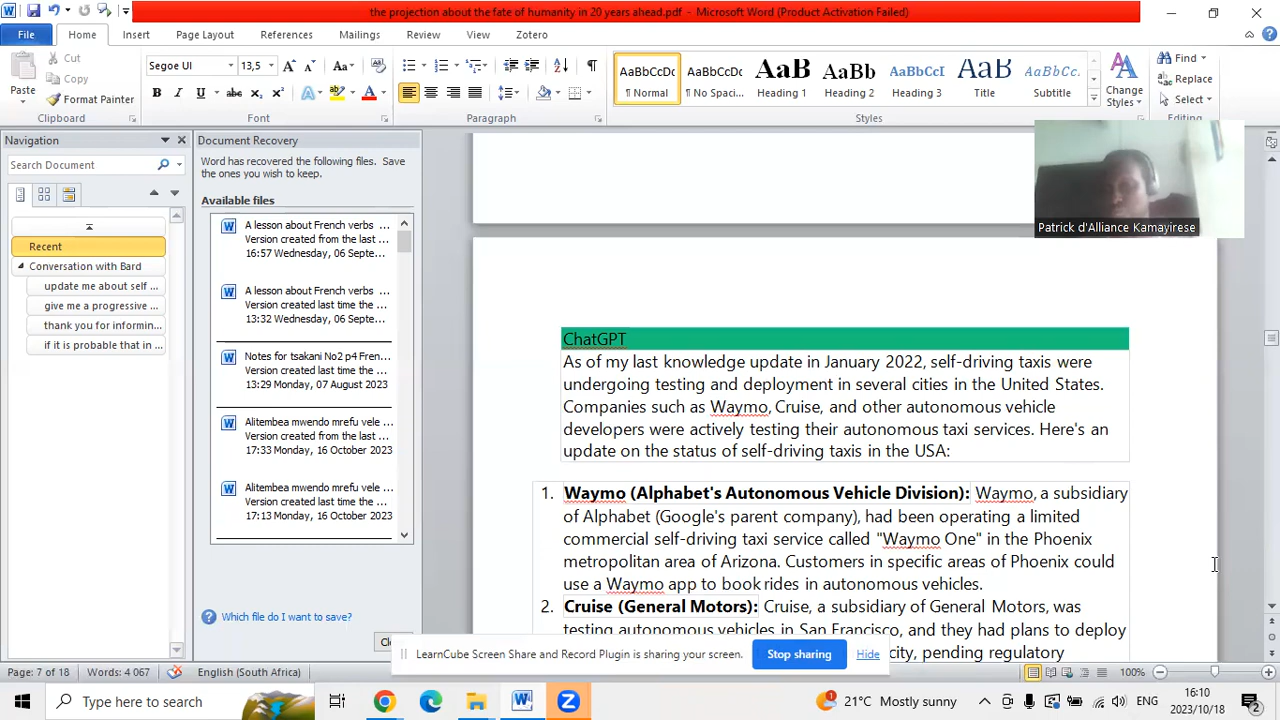 the projection about the fate of humanity in 20 years ahead.pdf - Microsoft Word (Product Activation Failed)
File Home Insert Page Layout References Mailings Review View Zotero
Cut
Copy
Format Painter
Paste
Clipboard
Segoe UI 13,5
Font
Paragraph
AaBbCcDc AaBbCcDc AaB AaBbCc AaBbCcI AaB AaBbCcDc
¶ Normal ¶ No Spaci... Heading 1 Heading 2 Heading 3 Title Subtitle
Change Styles
Styles
Find
Replace
Select
Editing
Navigation
Search Document
Recent
Conversation with Bard
update me about self ...
give me a progressive ...
thank you for informin...
if it is probable that in ...
Document Recovery
Word has recovered the following files. Save
the ones you wish to keep.
Available files
A lesson about French verbs ...
Version created from the last ...
16:57 Wednesday, 06 Septe...
A lesson about French verbs ...
Version created last time the ...
13:32 Wednesday, 06 Septe...
Notes for tsakani No2 p4 Fren...
Version created from the last ...
13:29 Monday, 07 August 2023
Alitembea mwendo mrefu vele ...
Version created from the last ...
17:33 Monday, 16 October 2023
Alitembea mwendo mrefu vele ...
Version created last time the ...
17:13 Monday, 16 October 2023
Which file do I want to save?
Patrick d'Alliance Kamayirese
ChatGPT
As of my last knowledge update in January 2022, self-driving taxis were
undergoing testing and deployment in several cities in the United States.
Companies such as Waymo, Cruise, and other autonomous vehicle
developers were actively testing their autonomous taxi services. Here's an
update on the status of self-driving taxis in the USA:
1. Waymo (Alphabet's Autonomous Vehicle Division): Waymo, a subsidiary
of Alphabet (Google's parent company), had been operating a limited
commercial self-driving taxi service called "Waymo One" in the Phoenix
metropolitan area of Arizona. Customers in specific areas of Phoenix could
use a Waymo app to book rides in autonomous vehicles.
2. Cruise (General Motors): Cruise, a subsidiary of General Motors, was
testing autonomous vehicles in San Francisco, and they had plans to deploy
pending regulatory
LearnCube Screen Share and Record Plugin is sharing your screen. Stop sharing Hide
Page: 7 of 18 Words: 4 067 English (South Africa) 100%
Type here to search
21°C Mostly sunny
ENG
16:10
2023/10/18
2